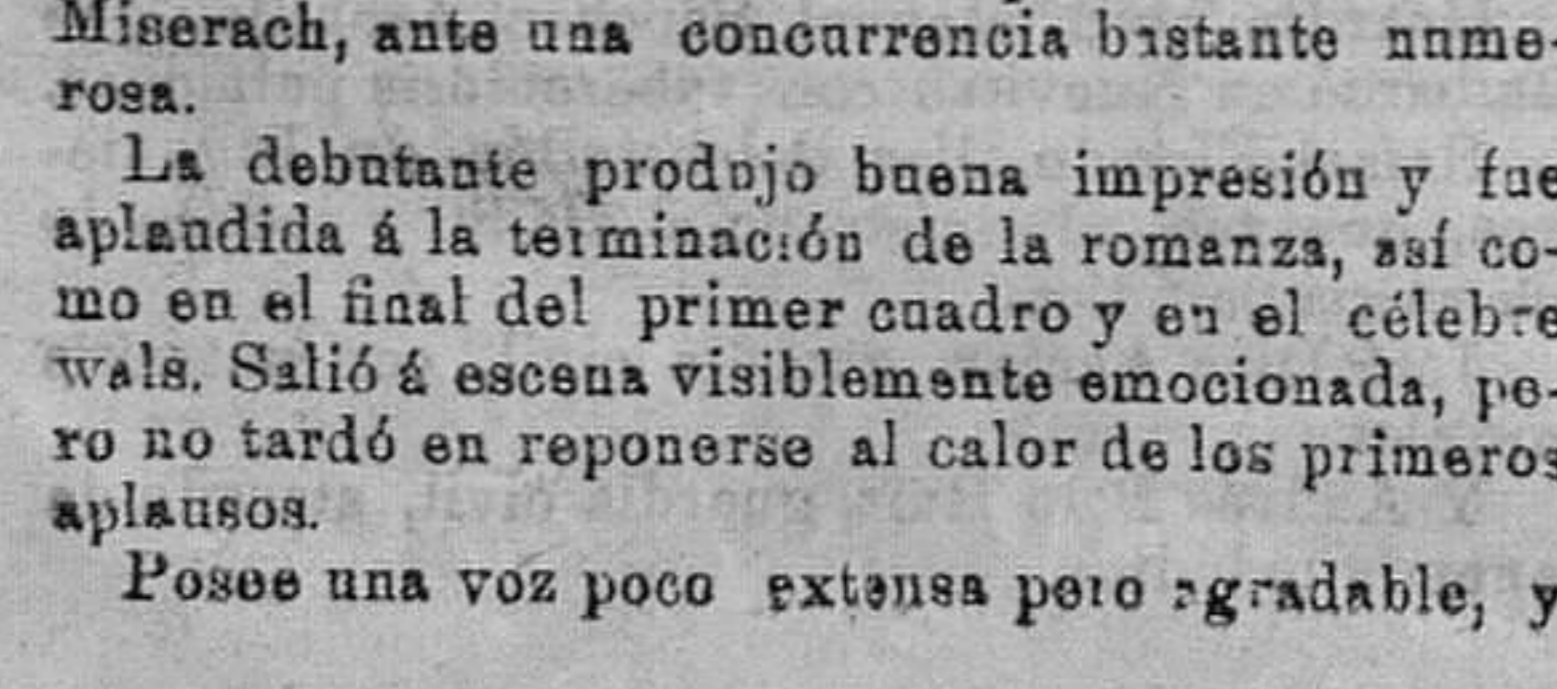 Miserach, ante una concurrencia bastante nume-
rosa.
La debutante produjo buena impresión y fue
aplaudida á la terminación de la romanza, así co-
mo en el final del primer cuadro y en el célebre
wals. Salió á escena visiblemente emocionada, pe-
ro no tardó en reponerse al calor de los primeros
aplausos.
Posee una voz poco extensa pero agradable, y